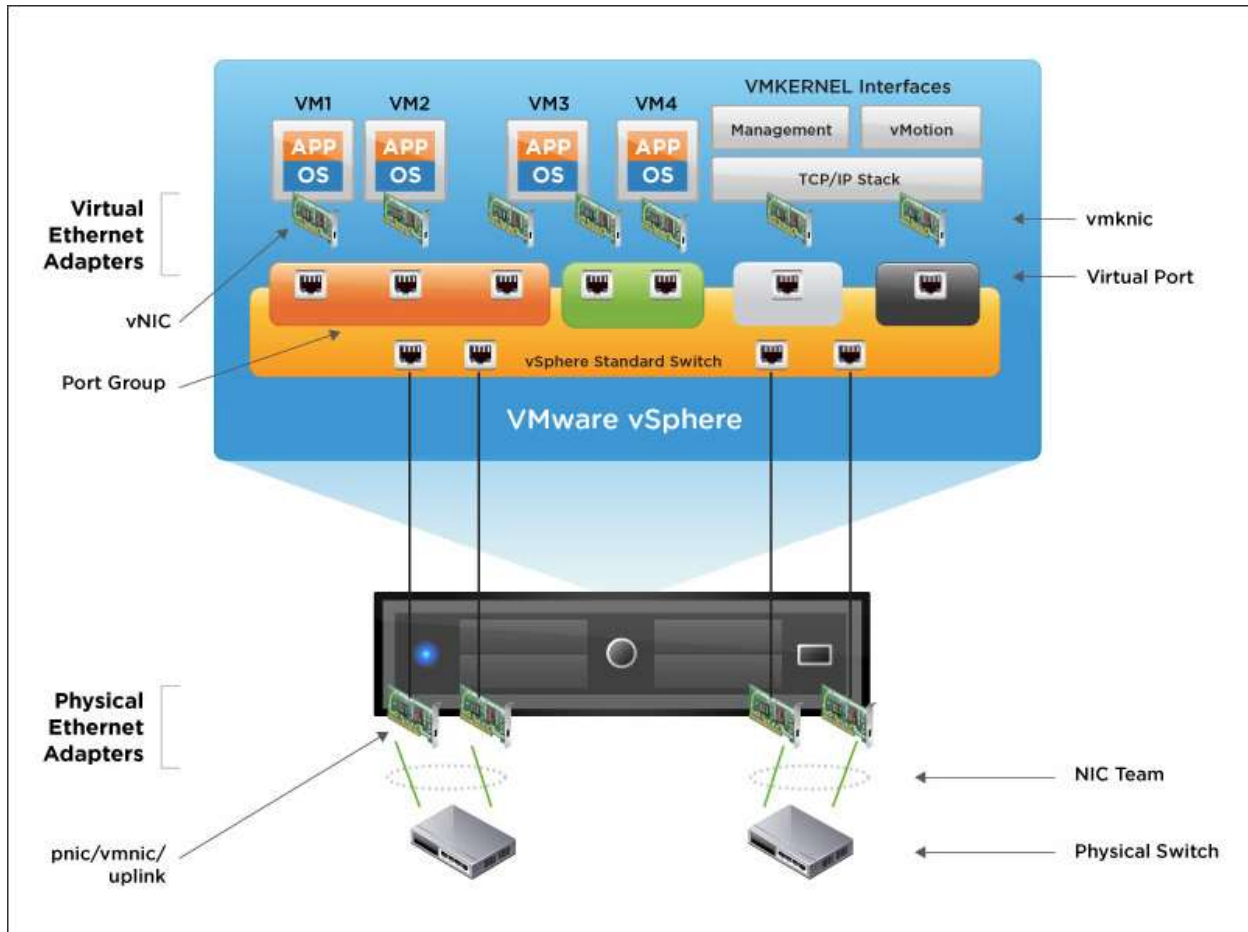 VMKERNEL Interfaces
VM1
VM2
VM3
VM4
Management
vMotion
APP
OS
APP
OS
APP
OS
APP
OS
TCP/IP Stack
Virtual
Ethernet
Adapters
vmknic
Virtual Port
vNIC
Port Group
vSphere Standard Switch
VMware vSphere
Physical
Ethernet
Adapters
NIC Team
pnic/vmnic/
uplink
Physical Switch